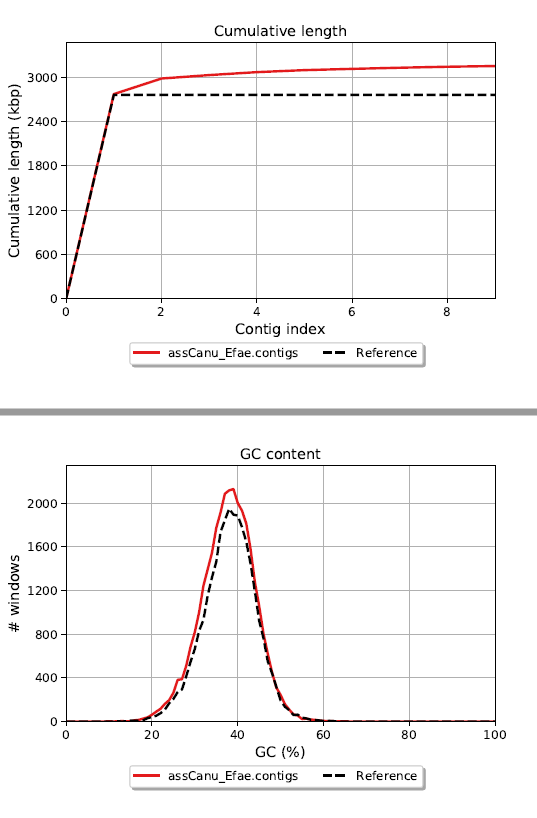 Cumulative length
Cumulative length (kbp)
3000
2400
1800
1200
600
0
0 2 4 6 8
Contig index
assCanu_Efae.contigs Reference
GC content
# windows
2000
1600
1200
800
400
0
0 20 40 60 80 100
GC (%)
assCanu_Efae.contigs Reference